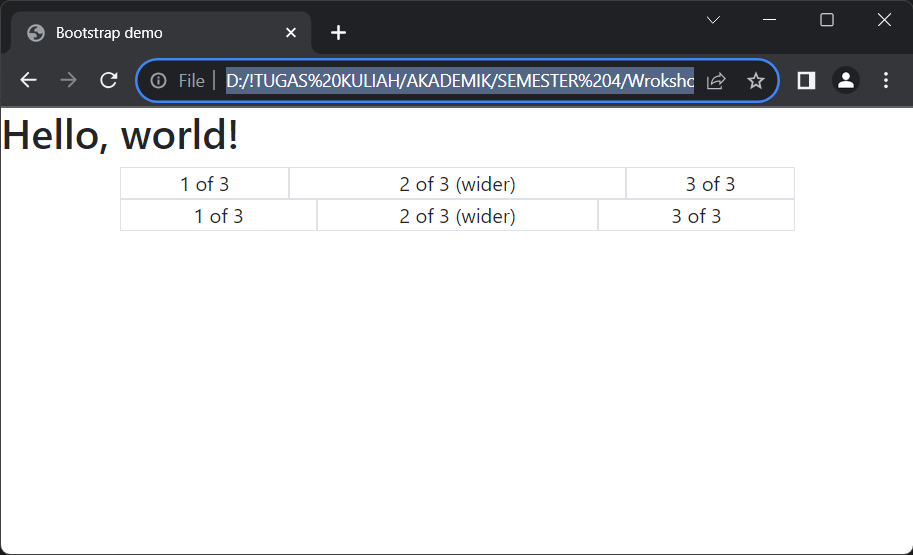 Bootstrap demo
File D:/!TUGAS%20KULIAH/AKADEMIK/SEMESTER%204/Wroksho
Hello, world!
1 of 3 2 of 3 (wider) 3 of 3
1 of 3 2 of 3 (wider) 3 of 3